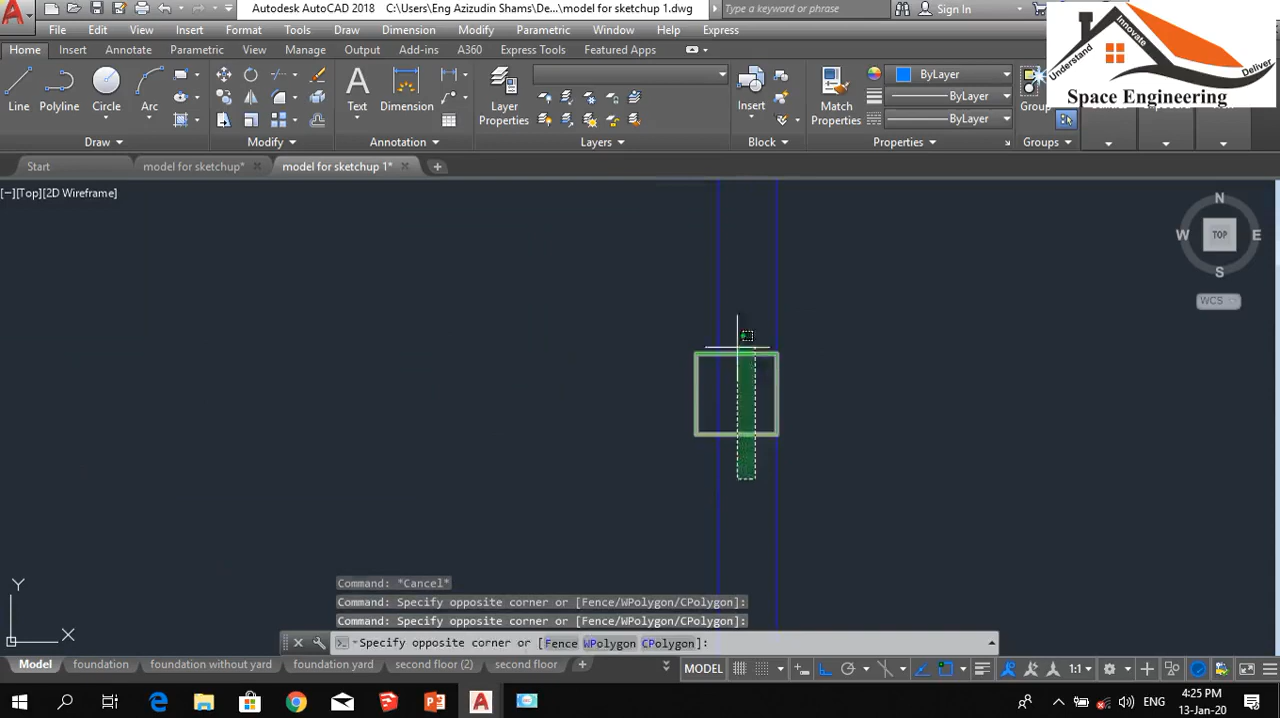 Autodesk AutoCAD 2018 C:\Users\Eng Azizudin Shams\De...\model for sketchup 1.dwg
Type a keyword or phrase
Sign In
File Edit View Insert Format Tools Draw Dimension Modify Parametric Window Help Express
Home Insert Annotate Parametric View Manage Output Add-ins A360 Express Tools Featured Apps
Understand
Innovate
Deliver
Space Engineering
Line Polyline Circle Arc
Text Dimension
Layer Properties
Insert
Match Properties
ByLayer
ByLayer
ByLayer
Group
Draw Modify Annotation Layers Block Properties Groups
Start model for sketchup* model for sketchup 1*
[−][Top][2D Wireframe]
N
W TOP E
S
WCS
Y
X
Command: *Cancel*
Command: Specify opposite corner or [Fence/WPolygon/CPolygon]:
Command: Specify opposite corner or [Fence/WPolygon/CPolygon]:
Specify opposite corner or [Fence WPolygon CPolygon]:
Model foundation foundation without yard foundation yard second floor (2) second floor
MODEL
1:1
ENG
4:25 PM
13-Jan-20